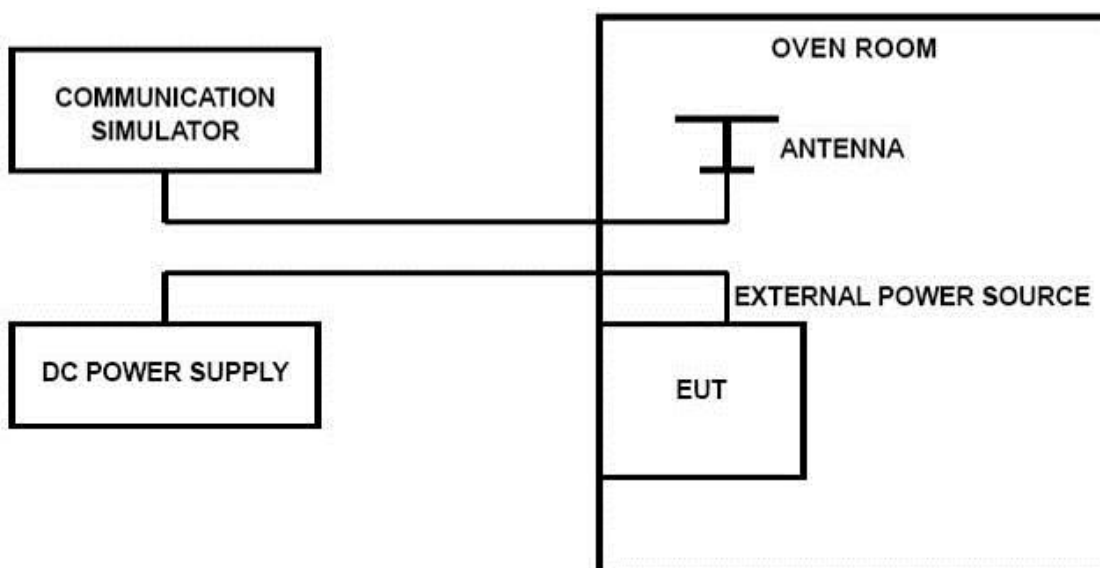 OVEN ROOM
COMMUNICATION
SIMULATOR
ANTENNA
EXTERNAL POWER SOURCE
DC POWER SUPPLY
EUT